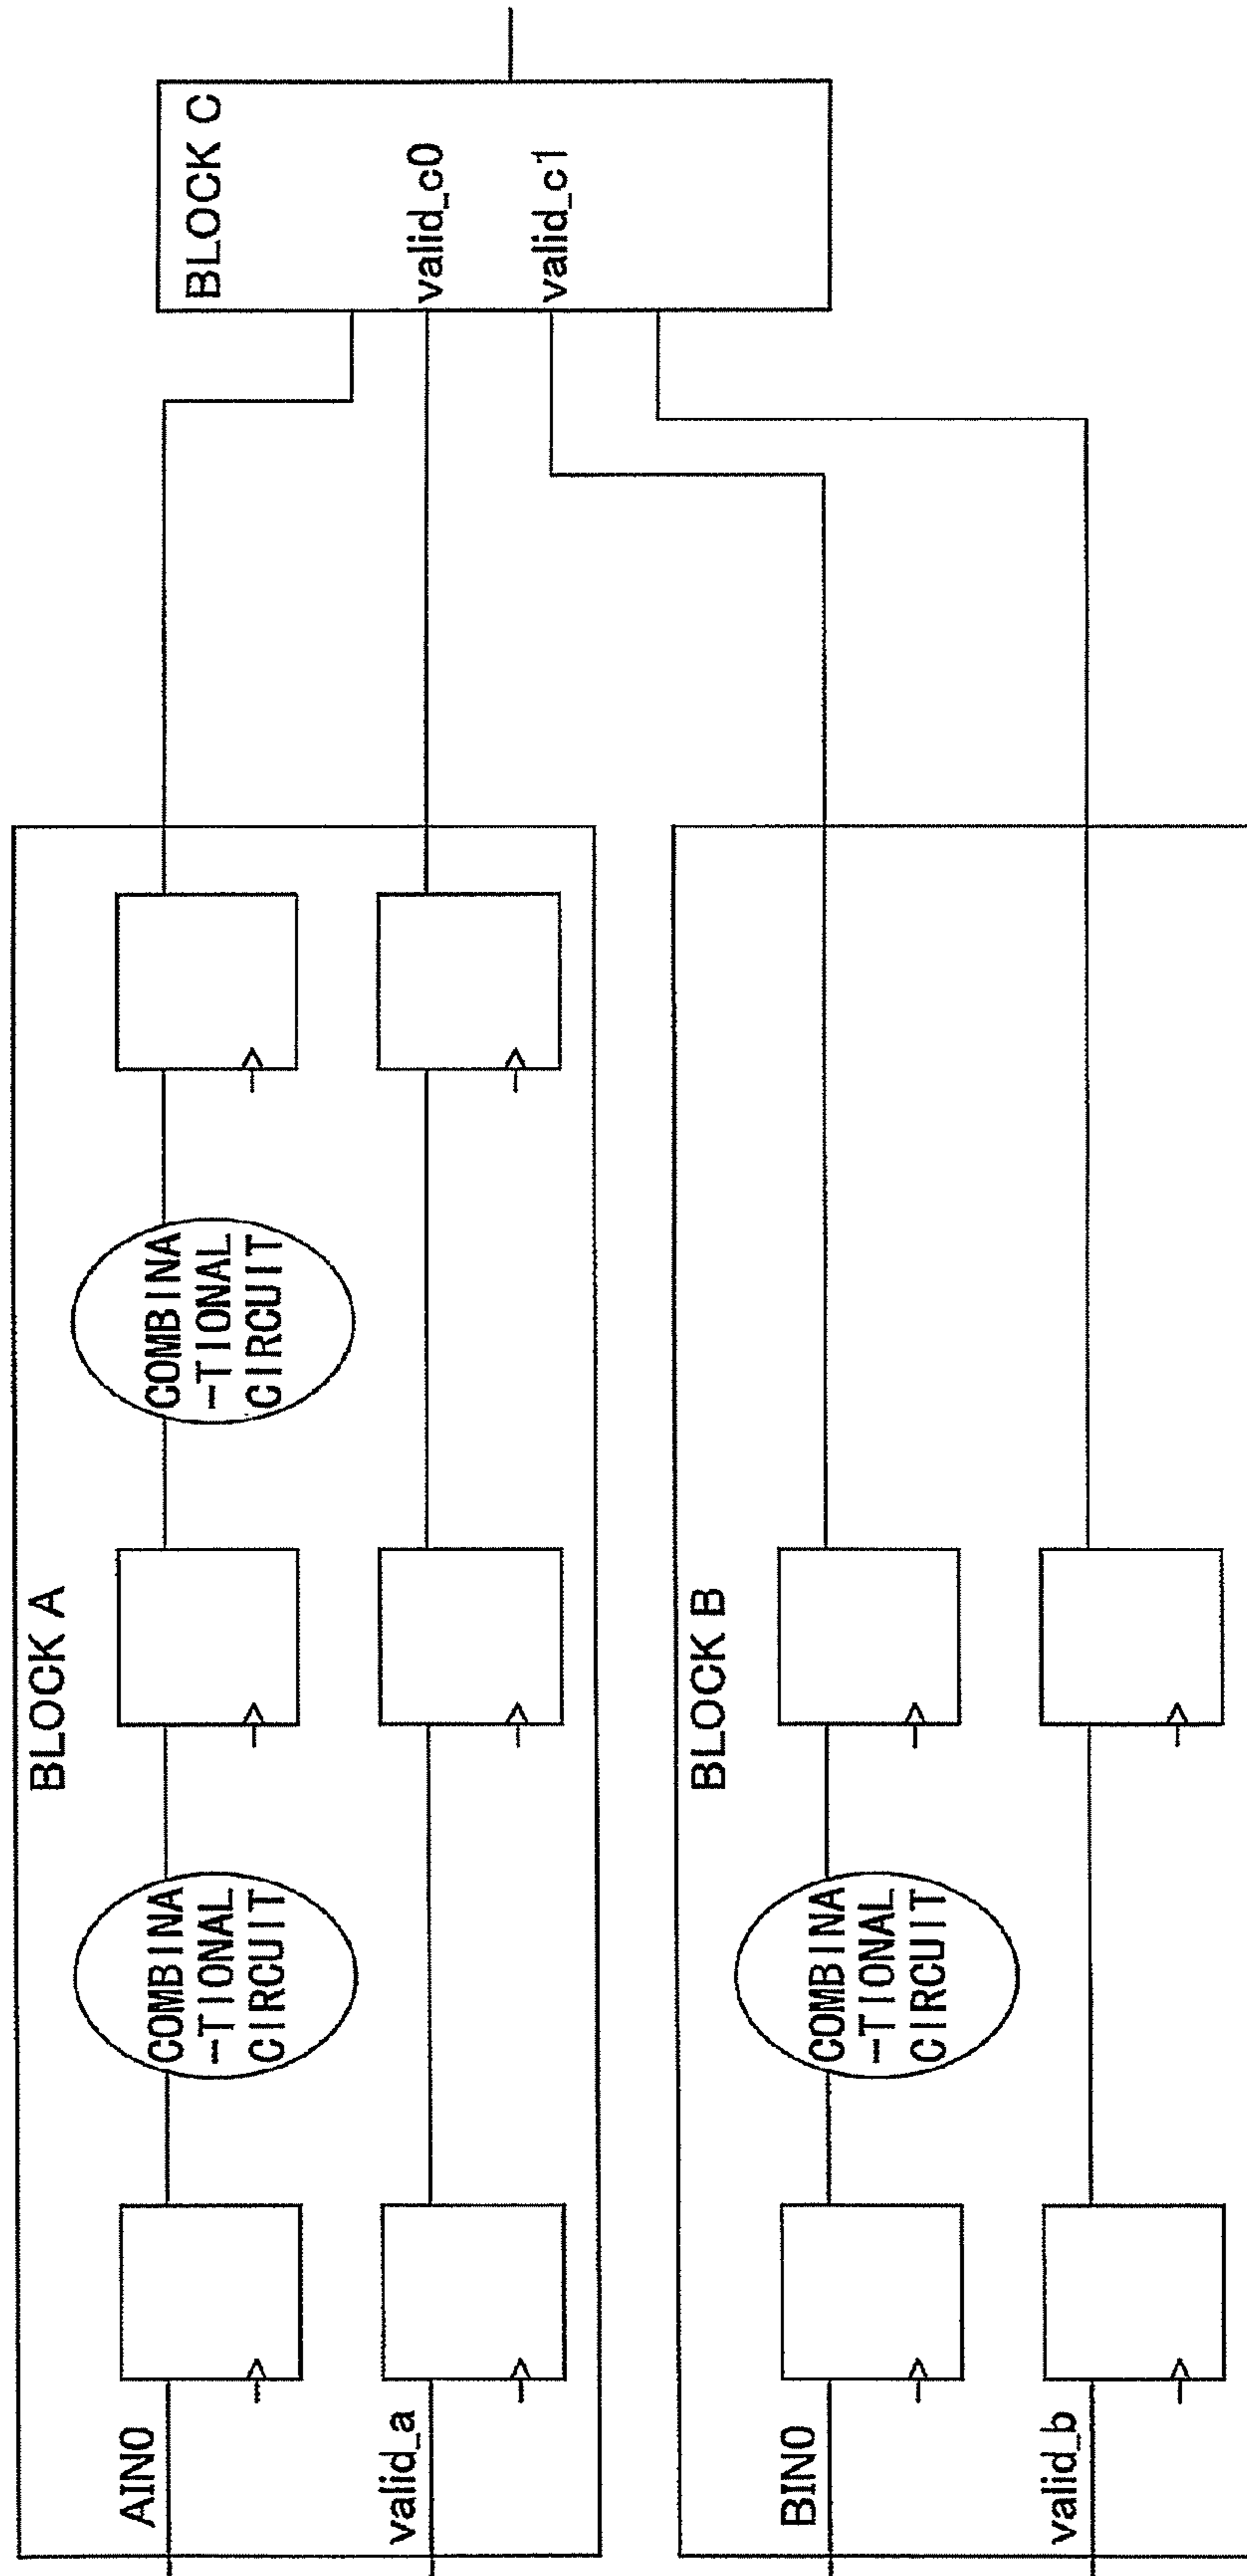 BLOCK A
AIN0
COMBINA
-TIONAL
CIRCUIT
COMBINA
-TIONAL
CIRCUIT
valid_a
BLOCK B
BIN0
COMBINA
-TIONAL
CIRCUIT
valid_b
BLOCK C
valid_c0
valid_c1